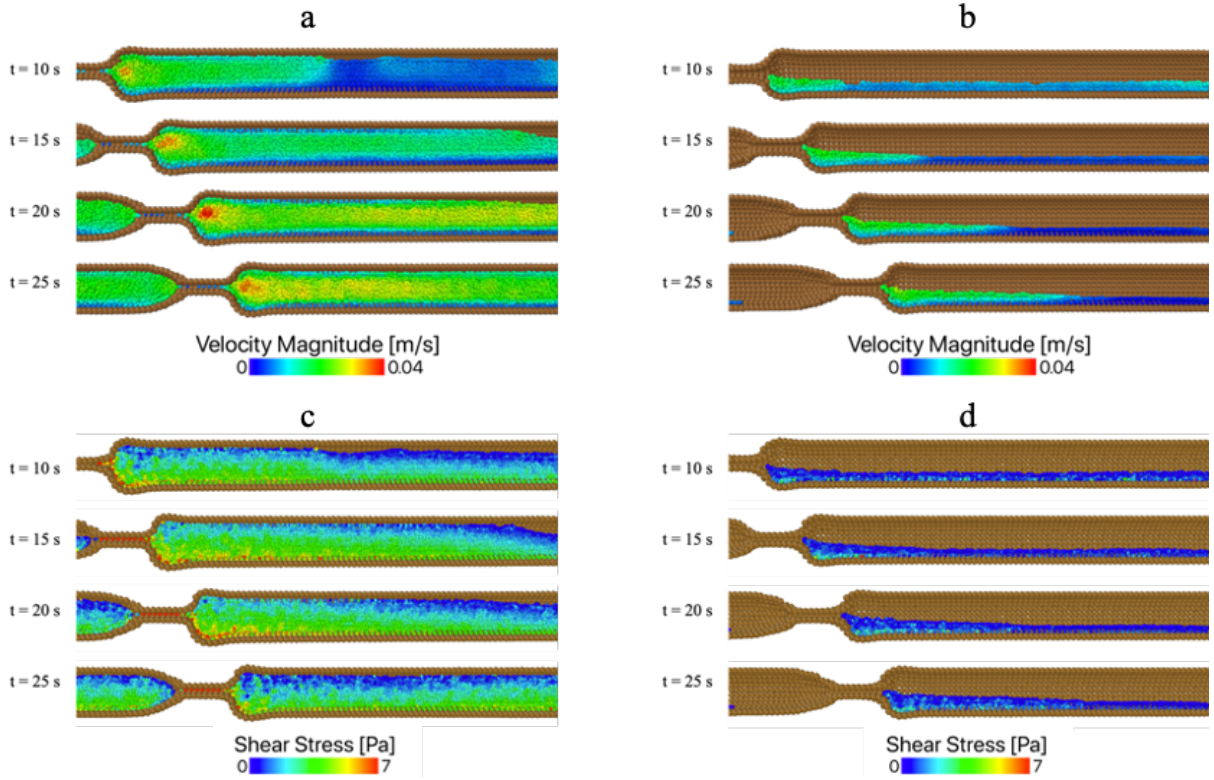 a
t = 10 s
t = 15 s
t = 20 s
t = 25 s
Velocity Magnitude [m/s]
0 0.04
b
t = 10 s
t = 15 s
t = 20 s
t = 25 s
Velocity Magnitude [m/s]
0 0.04
c
t = 10 s
t = 15 s
t = 20 s
t = 25 s
Shear Stress [Pa]
0 7
d
t = 10 s
t = 15 s
t = 20 s
t = 25 s
Shear Stress [Pa]
0 7